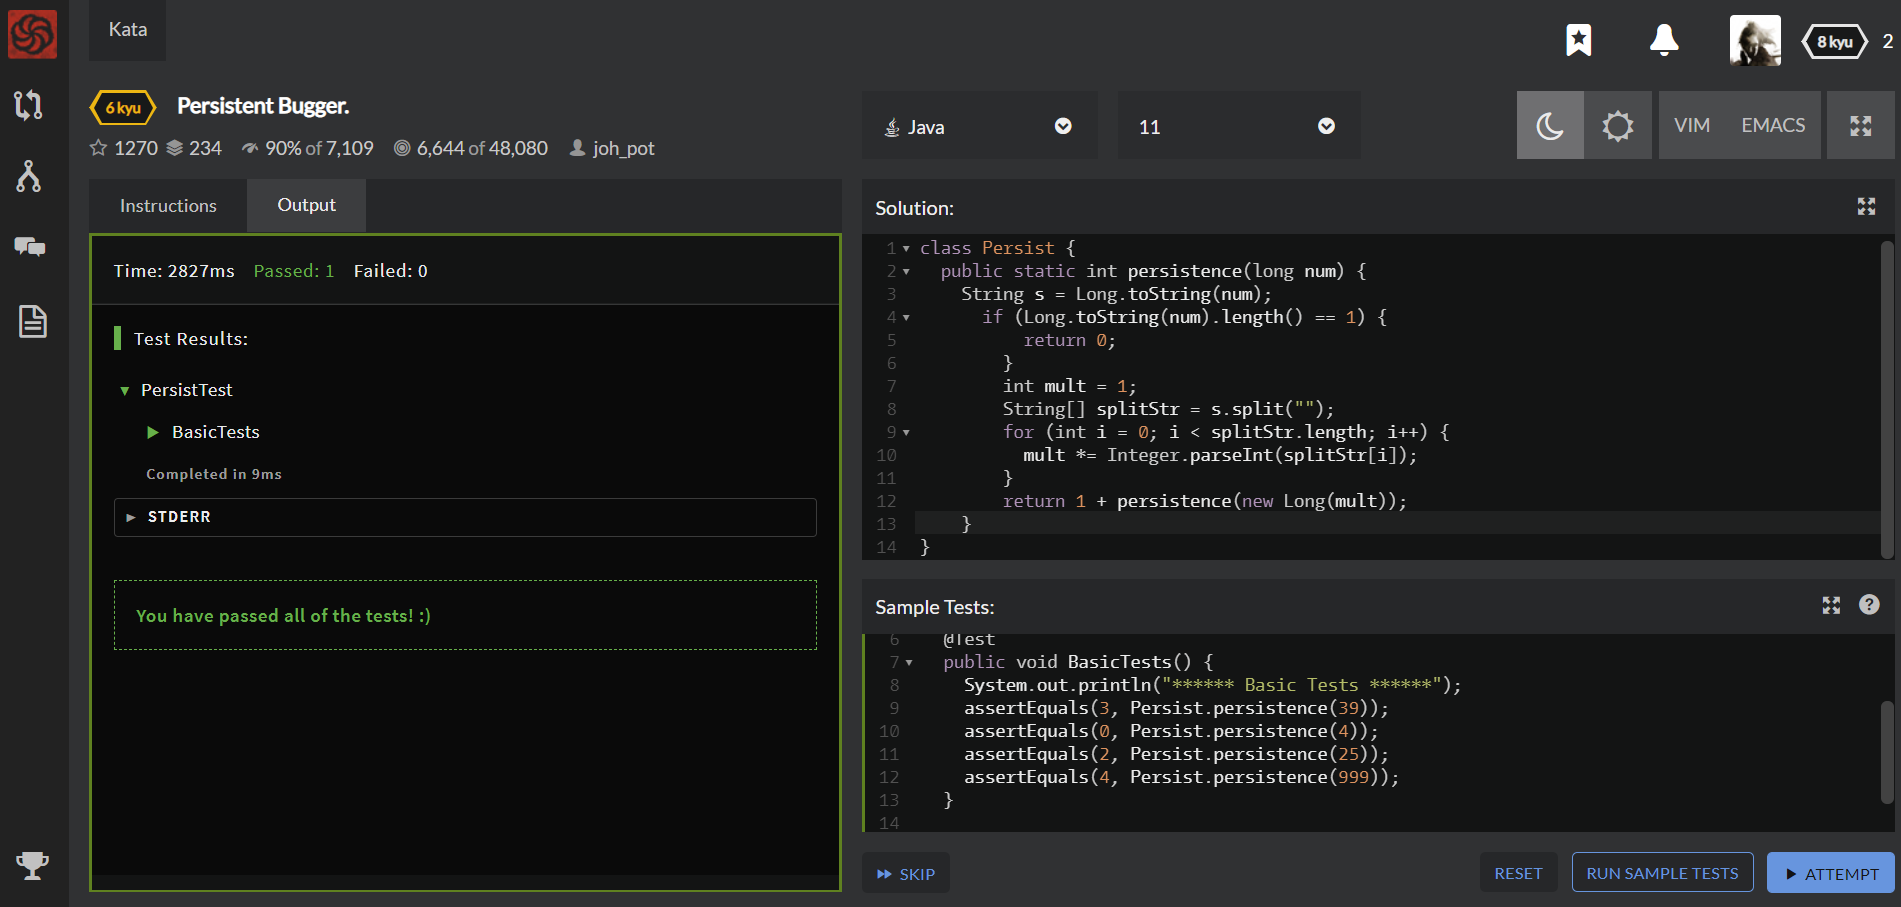 Kata
8 kyu 2
6 kyu Persistent Bugger.
1270 234 90% of 7,109 6,644 of 48,080 joh_pot
Java
11
VIM EMACS
Instructions Output
Time: 2827ms Passed: 1 Failed: 0
Test Results:
PersistTest
BasicTests
Completed in 9ms
STDERR
You have passed all of the tests! :)
Solution:
1 class Persist {
2 public static int persistence(long num) {
3 String s = Long.toString(num);
4 if (Long.toString(num).length() == 1) {
5 return 0;
6 }
7 int mult = 1;
8 String[] splitStr = s.split("");
9 for (int i = 0; i < splitStr.length; i++) {
10 mult *= Integer.parseInt(splitStr[i]);
11 }
12 return 1 + persistence(new Long(mult));
13 }
14 }
Sample Tests:
6 @Test
7 public void BasicTests() {
8 System.out.println("****** Basic Tests ******");
9 assertEquals(3, Persist.persistence(39));
10 assertEquals(0, Persist.persistence(4));
11 assertEquals(2, Persist.persistence(25));
12 assertEquals(4, Persist.persistence(999));
13 }
14
SKIP
RESET
RUN SAMPLE TESTS
ATTEMPT